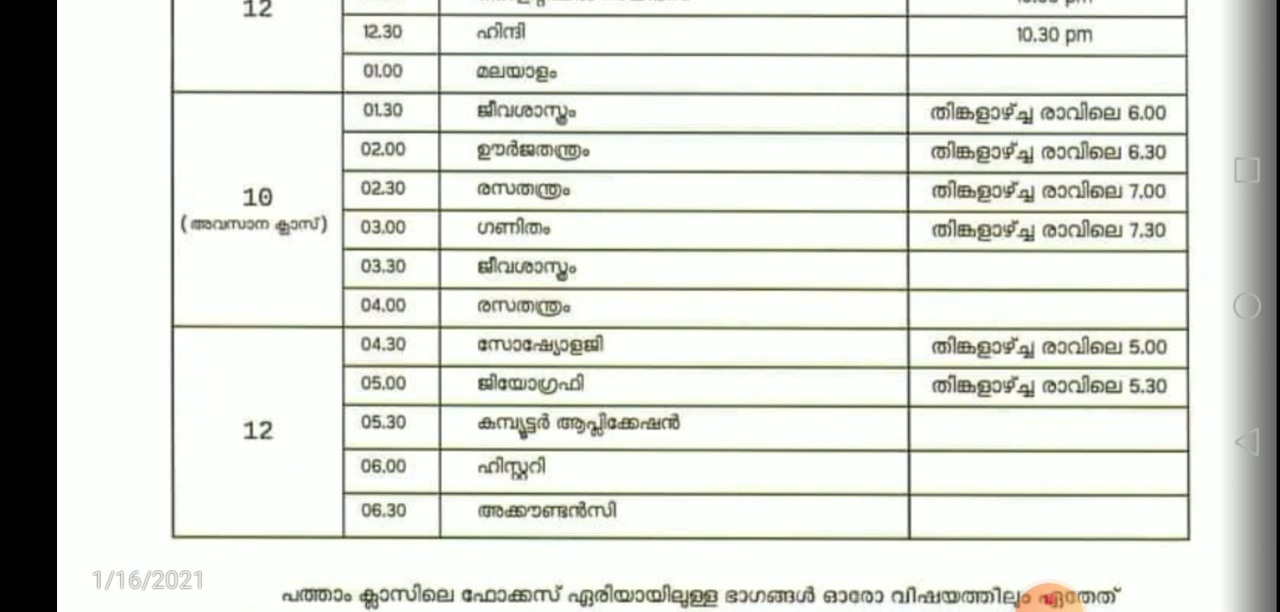 12
12.30 ഹിന്ദി 10.30 pm
01.00 മലയാളം
01.30 ജീവശാസ്ത്രം തിങ്കളാഴ്ച്ച രാവിലെ 6.00
02.00 ഊർജതന്ത്രം തിങ്കളാഴ്ച്ച രാവിലെ 6.30
10
02.30 രസതന്ത്രം തിങ്കളാഴ്ച്ച രാവിലെ 7.00
(അവസാന ക്ലാസ്)
03.00 ഗണിതം തിങ്കളാഴ്ച്ച രാവിലെ 7.30
03.30 ജീവശാസ്ത്രം
04.00 രസതന്ത്രം
04.30 സോഷ്യോളജി തിങ്കളാഴ്ച്ച രാവിലെ 5.00
05.00 ജിയോഗ്രഫി തിങ്കളാഴ്ച്ച രാവിലെ 5.30
12
05.30 കമ്പ്യൂട്ടർ ആപ്ലിക്കേഷൻ
06.00 ഹിസ്റ്ററി
06.30 അക്കൗണ്ടൻസി
1/16/2021
പത്താം ക്ലാസിലെ ഫോക്കസ് ഏരിയായിലുള്ള ഭാഗങ്ങൾ ഓരോ വിഷയത്തിലും ഏതേത്